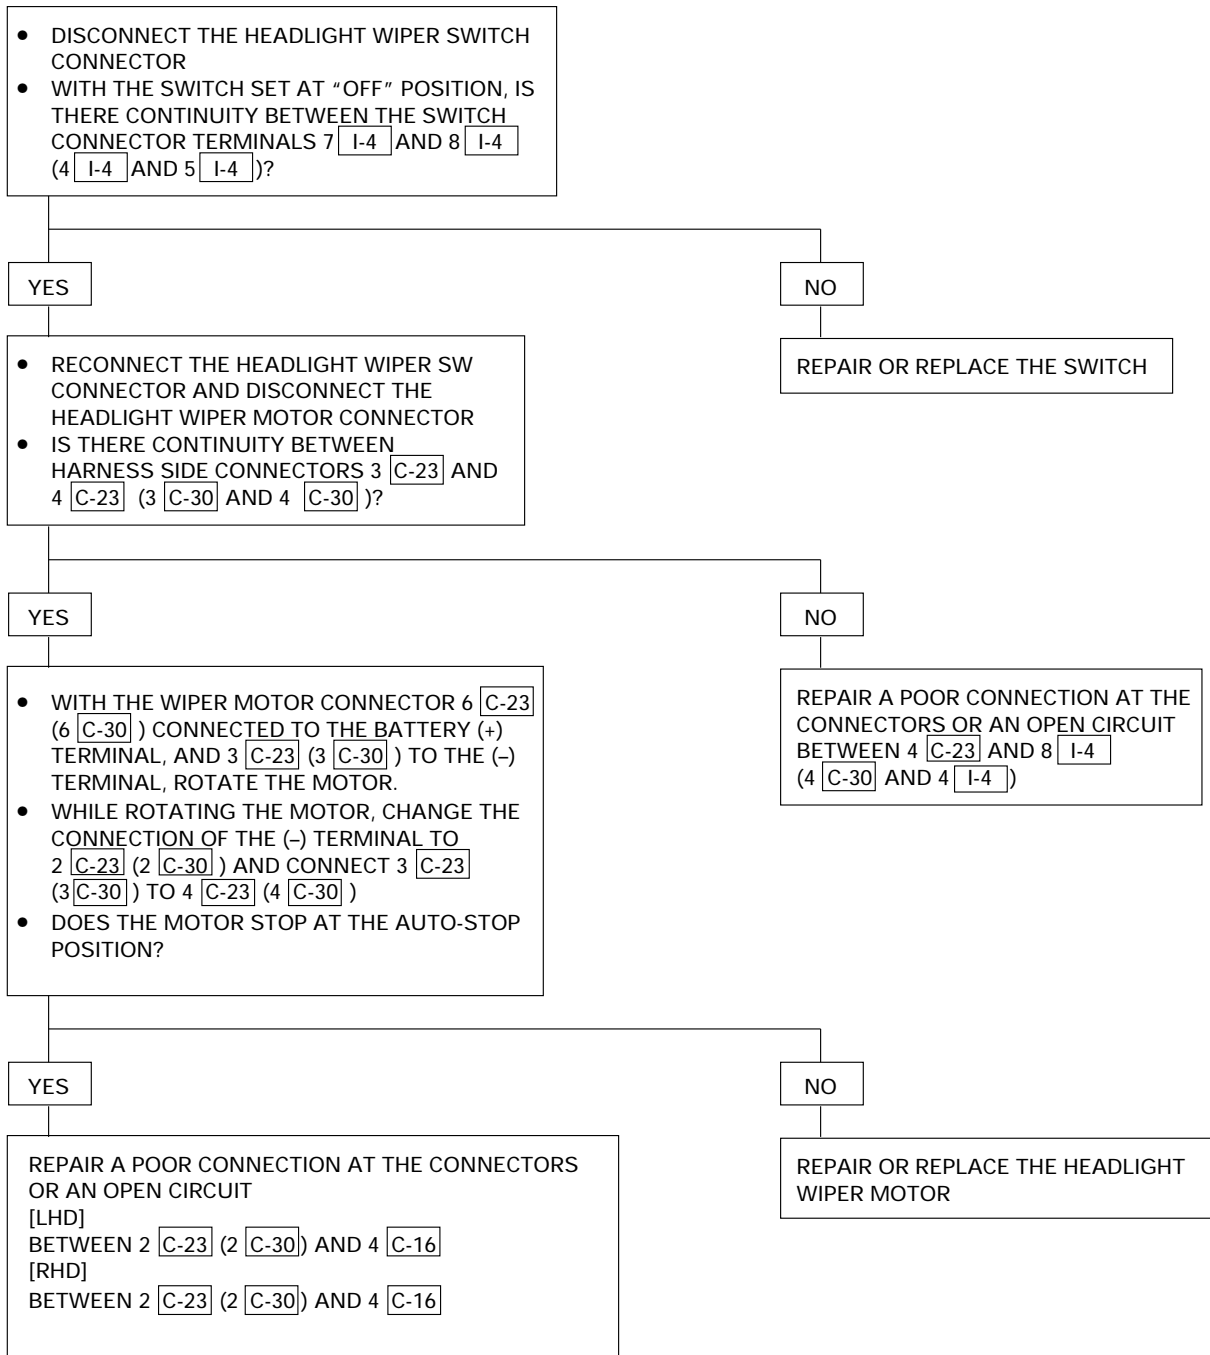 • DISCONNECT THE HEADLIGHT WIPER SWITCH
CONNECTOR
• WITH THE SWITCH SET AT “OFF” POSITION, IS
THERE CONTINUITY BETWEEN THE SWITCH
CONNECTOR TERMINALS 7 I-4 AND 8 I-4
(4 I-4 AND 5 I-4 )?
YES
NO
• RECONNECT THE HEADLIGHT WIPER SW
CONNECTOR AND DISCONNECT THE
HEADLIGHT WIPER MOTOR CONNECTOR
• IS THERE CONTINUITY BETWEEN
HARNESS SIDE CONNECTORS 3 C-23 AND
4 C-23 (3 C-30 AND 4 C-30 )?
REPAIR OR REPLACE THE SWITCH
YES
NO
• WITH THE WIPER MOTOR CONNECTOR 6 C-23
(6 C-30 ) CONNECTED TO THE BATTERY (+)
TERMINAL, AND 3 C-23 (3 C-30 ) TO THE (–)
TERMINAL, ROTATE THE MOTOR.
• WHILE ROTATING THE MOTOR, CHANGE THE
CONNECTION OF THE (–) TERMINAL TO
2 C-23 (2 C-30 ) AND CONNECT 3 C-23
(3 C-30 ) TO 4 C-23 (4 C-30 )
• DOES THE MOTOR STOP AT THE AUTO-STOP
POSITION?
REPAIR A POOR CONNECTION AT THE
CONNECTORS OR AN OPEN CIRCUIT
BETWEEN 4 C-23 AND 8 I-4
(4 C-30 AND 4 I-4 )
YES
NO
REPAIR A POOR CONNECTION AT THE CONNECTORS
OR AN OPEN CIRCUIT
[LHD]
BETWEEN 2 C-23 (2 C-30) AND 4 C-16
[RHD]
BETWEEN 2 C-23 (2 C-30) AND 4 C-16
REPAIR OR REPLACE THE HEADLIGHT
WIPER MOTOR